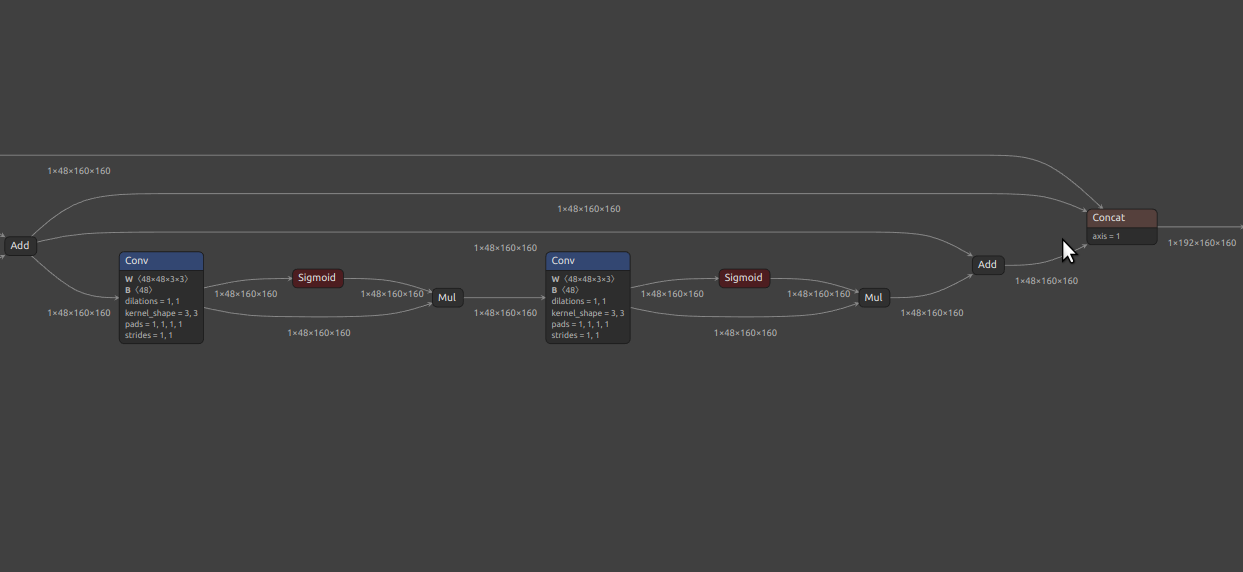 1×48×160×160
1×48×160×160
Concat
axis = 1
Add
1×192×160×160
1×48×160×160
Conv
W ⟨48×48×3×3⟩
B ⟨48⟩
dilations = 1, 1
kernel_shape = 3, 3
pads = 1, 1, 1, 1
strides = 1, 1
Conv
W ⟨48×48×3×3⟩
B ⟨48⟩
dilations = 1, 1
kernel_shape = 3, 3
pads = 1, 1, 1, 1
strides = 1, 1
Add
Sigmoid
Sigmoid
1×48×160×160
1×48×160×160
1×48×160×160
1×48×160×160
1×48×160×160
Mul
Mul
1×48×160×160
1×48×160×160
1×48×160×160
1×48×160×160
1×48×160×160